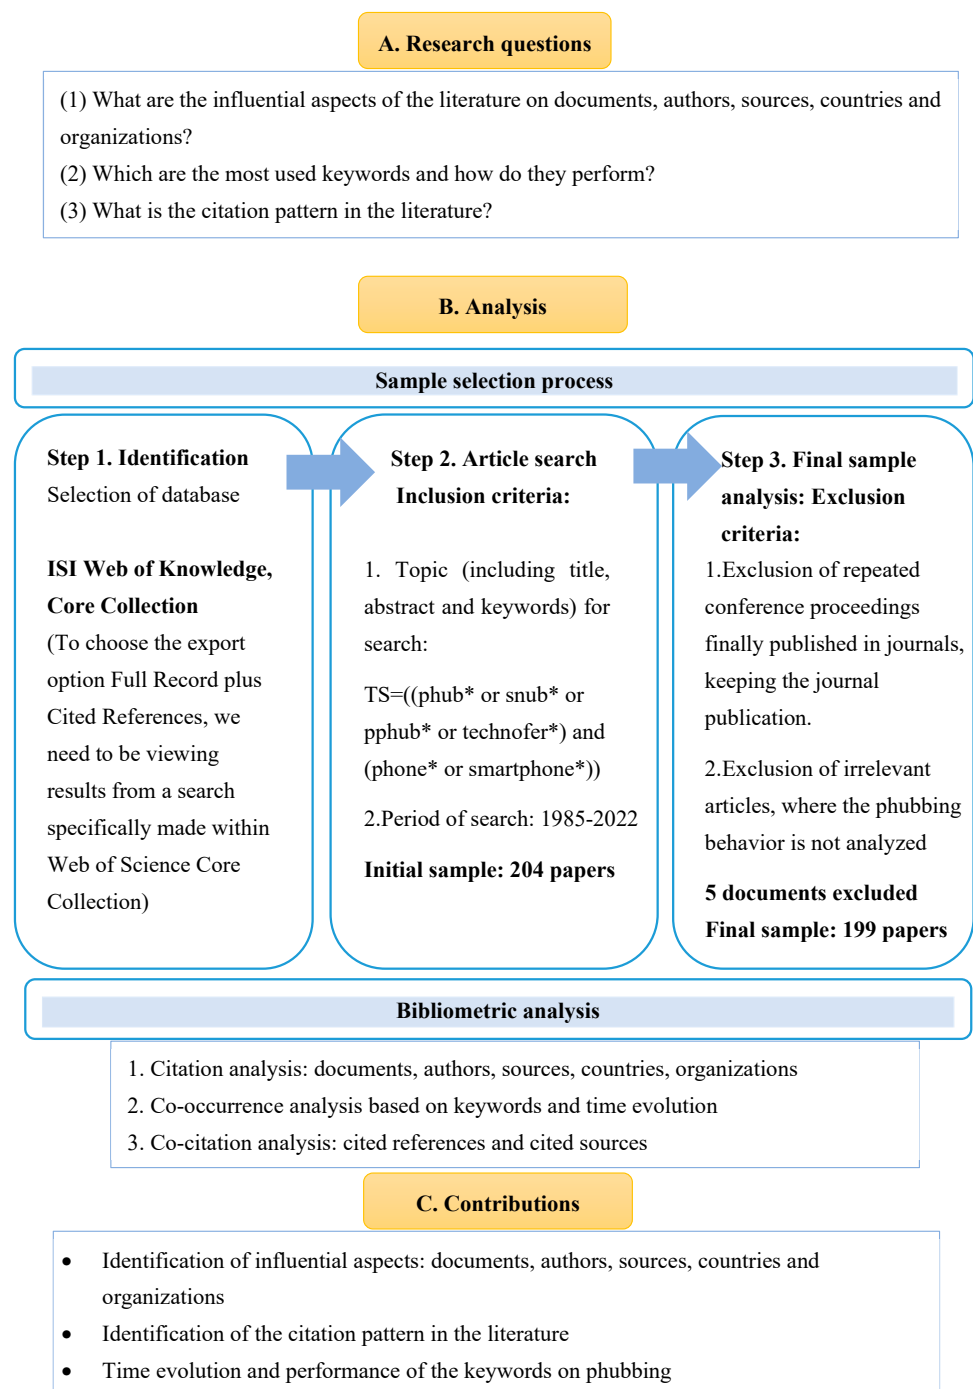 A. Research questions
(1) What are the influential aspects of the literature on documents, authors, sources, countries and
organizations?
(2) Which are the most used keywords and how do they perform?
(3) What is the citation pattern in the literature?
B. Analysis
Sample selection process
Step 1. Identification
Selection of database
ISI Web of Knowledge,
Core Collection
(To choose the export
option Full Record plus
Cited References, we
need to be viewing
results from a search
specifically made within
Web of Science Core
Collection)
Step 2. Article search
Inclusion criteria:
1. Topic (including title,
abstract and keywords) for
search:
TS=((phub* or snub* or
pphub* or technofer*) and
(phone* or smartphone*))
2.Period of search: 1985-2022
Initial sample: 204 papers
Step 3. Final sample
analysis: Exclusion
criteria:
1.Exclusion of repeated
conference proceedings
finally published in journals,
keeping the journal
publication.
2.Exclusion of irrelevant
articles, where the phubbing
behavior is not analyzed
5 documents excluded
Final sample: 199 papers
Bibliometric analysis
1. Citation analysis: documents, authors, sources, countries, organizations
2. Co-occurrence analysis based on keywords and time evolution
3. Co-citation analysis: cited references and cited sources
C. Contributions
• Identification of influential aspects: documents, authors, sources, countries and
organizations
• Identification of the citation pattern in the literature
• Time evolution and performance of the keywords on phubbing